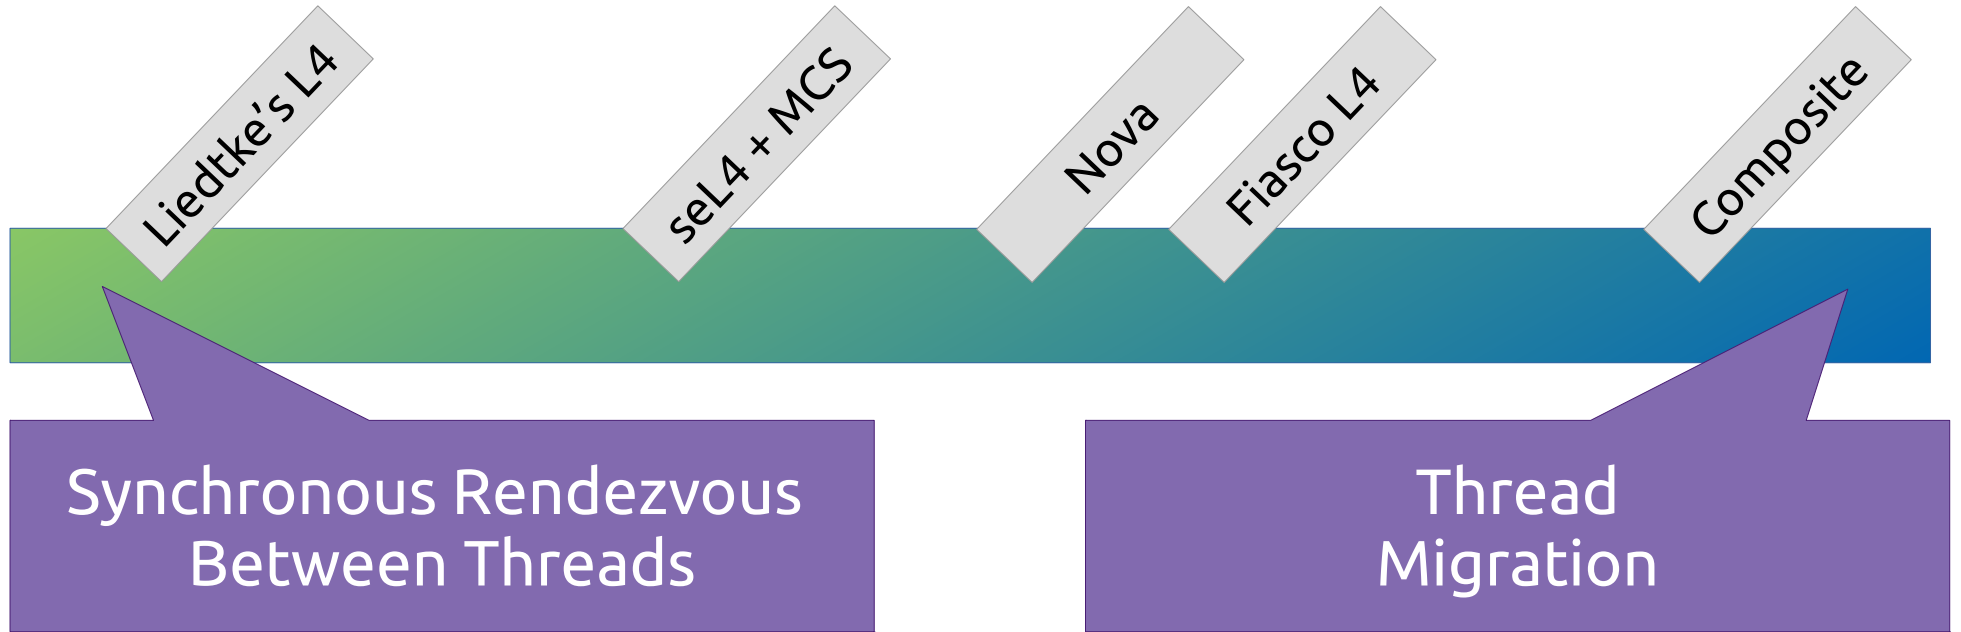 Liedtke's L4
seL4 + MCS
Nova
Fiasco L4
Composite
Synchronous Rendezvous
Between Threads
Thread
Migration